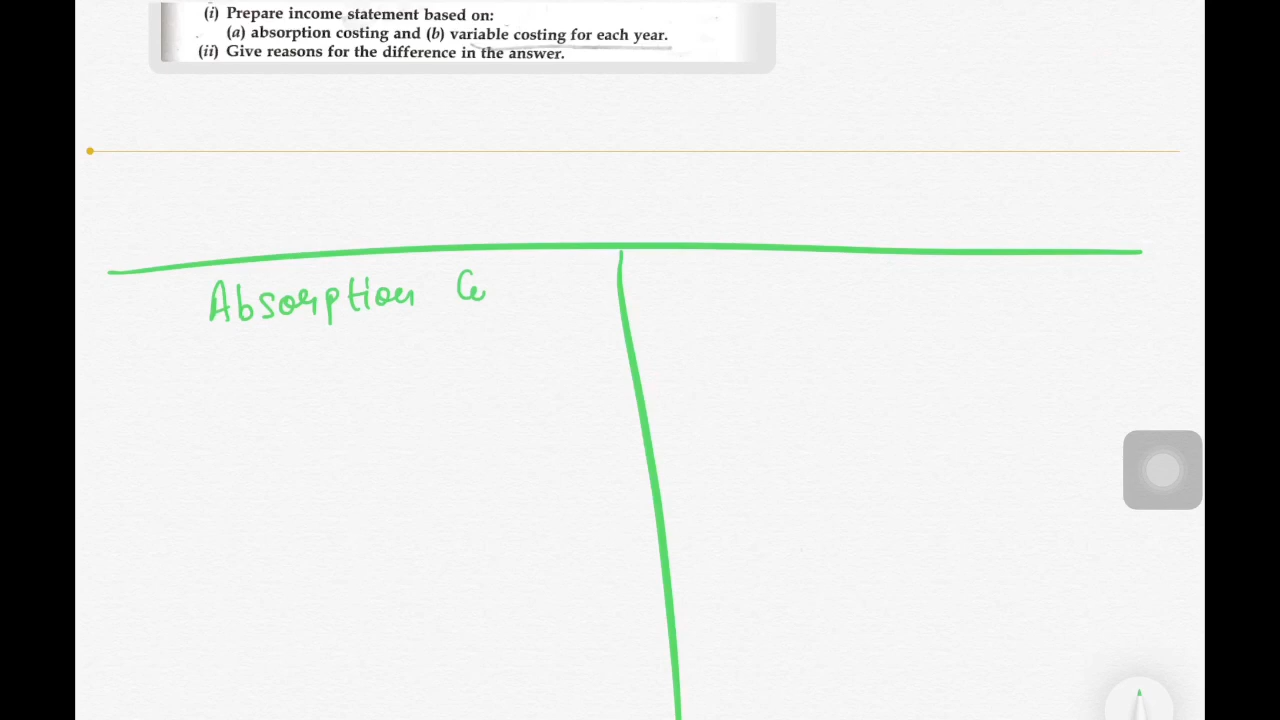 (i) Prepare income statement based on:
(a) absorption costing and (b) variable costing for each year.
(ii) Give reasons for the difference in the answer.
Absorption Co